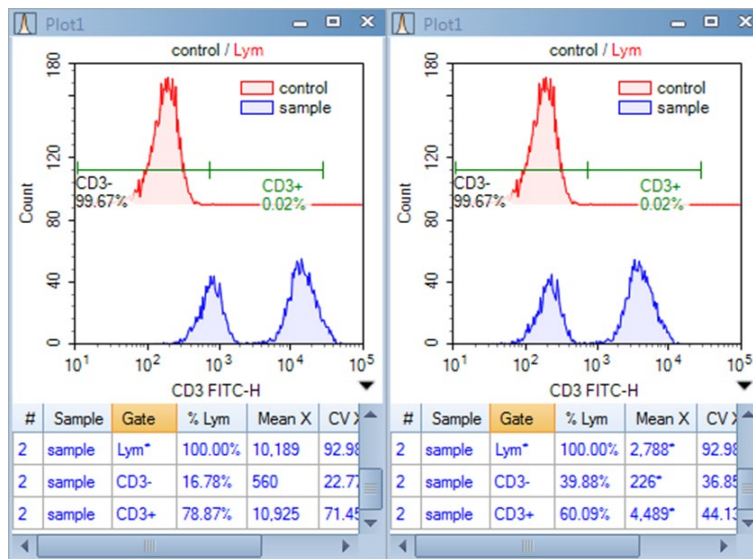 Plot1
control / Lym
180
120
80
40
0
Count
control
sample
CD3-
99.67%
CD3+
0.02%
10¹ 10² 10³ 10⁴ 10⁵
CD3 FITC-H
# Sample Gate % Lym Mean X CV
2 sample Lym* 100.00% 10,189 92.98
2 sample CD3- 16.78% 560 22.77
2 sample CD3+ 78.87% 10,925 71.45
Plot1
control / Lym
180
120
80
40
0
Count
control
sample
CD3-
99.67%
CD3+
0.02%
10¹ 10² 10³ 10⁴ 10⁵
CD3 FITC-H
# Sample Gate % Lym Mean X CV
2 sample Lym* 100.00% 2,788* 92.98
2 sample CD3- 39.88% 226* 36.85
2 sample CD3+ 60.09% 4,489* 44.13